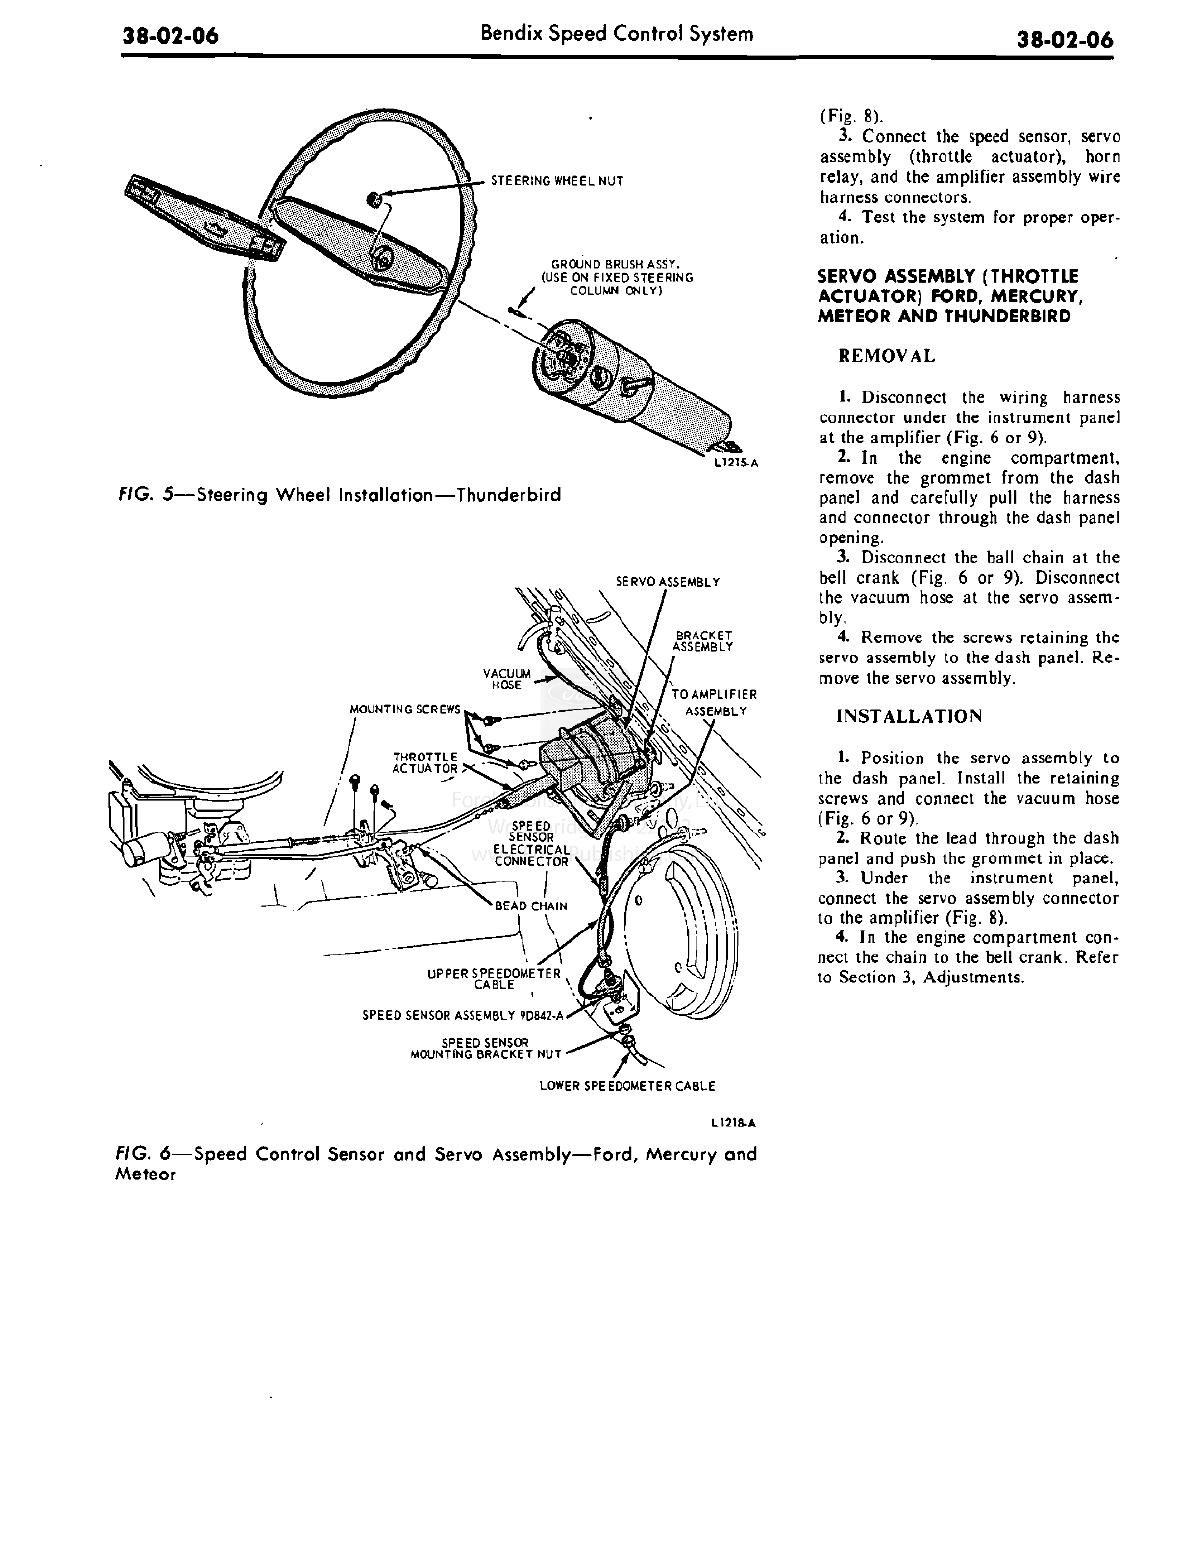 38-02-06
Bendix Speed Control System
38-02-06
STEERING WHEEL NUT
GROUND BRUSH ASSY.
(USE ON FIXED STEERING
COLUMN ONLY)
L1215-A
FIG. 5—Steering Wheel Installation—Thunderbird
SERVO ASSEMBLY
BRACKET
ASSEMBLY
VACUUM
HOSE
TO AMPLIFIER
ASSEMBLY
MOUNTING SCREWS
THROTTLE
ACTUATOR
SPEED
SENSOR
ELECTRICAL
CONNECTOR
BEAD CHAIN
UPPER SPEEDOMETER
CABLE
SPEED SENSOR ASSEMBLY 9D842-A
SPEED SENSOR
MOUNTING BRACKET NUT
LOWER SPEEDOMETER CABLE
L1218-A
FIG. 6—Speed Control Sensor and Servo Assembly—Ford, Mercury and
Meteor
(Fig. 8).
3. Connect the speed sensor, servo
assembly (throttle actuator), horn
relay, and the amplifier assembly wire
harness connectors.
4. Test the system for proper oper-
ation.
SERVO ASSEMBLY (THROTTLE
ACTUATOR) FORD, MERCURY,
METEOR AND THUNDERBIRD
REMOVAL
1. Disconnect the wiring harness
connector under the instrument panel
at the amplifier (Fig. 6 or 9).
2. In the engine compartment,
remove the grommet from the dash
panel and carefully pull the harness
and connector through the dash panel
opening.
3. Disconnect the ball chain at the
bell crank (Fig. 6 or 9). Disconnect
the vacuum hose at the servo assem-
bly.
4. Remove the screws retaining the
servo assembly to the dash panel. Re-
move the servo assembly.
INSTALLATION
1. Position the servo assembly to
the dash panel. Install the retaining
screws and connect the vacuum hose
(Fig. 6 or 9).
2. Route the lead through the dash
panel and push the grommet in place.
3. Under the instrument panel,
connect the servo assembly connector
to the amplifier (Fig. 8).
4. In the engine compartment con-
nect the chain to the bell crank. Refer
to Section 3, Adjustments.